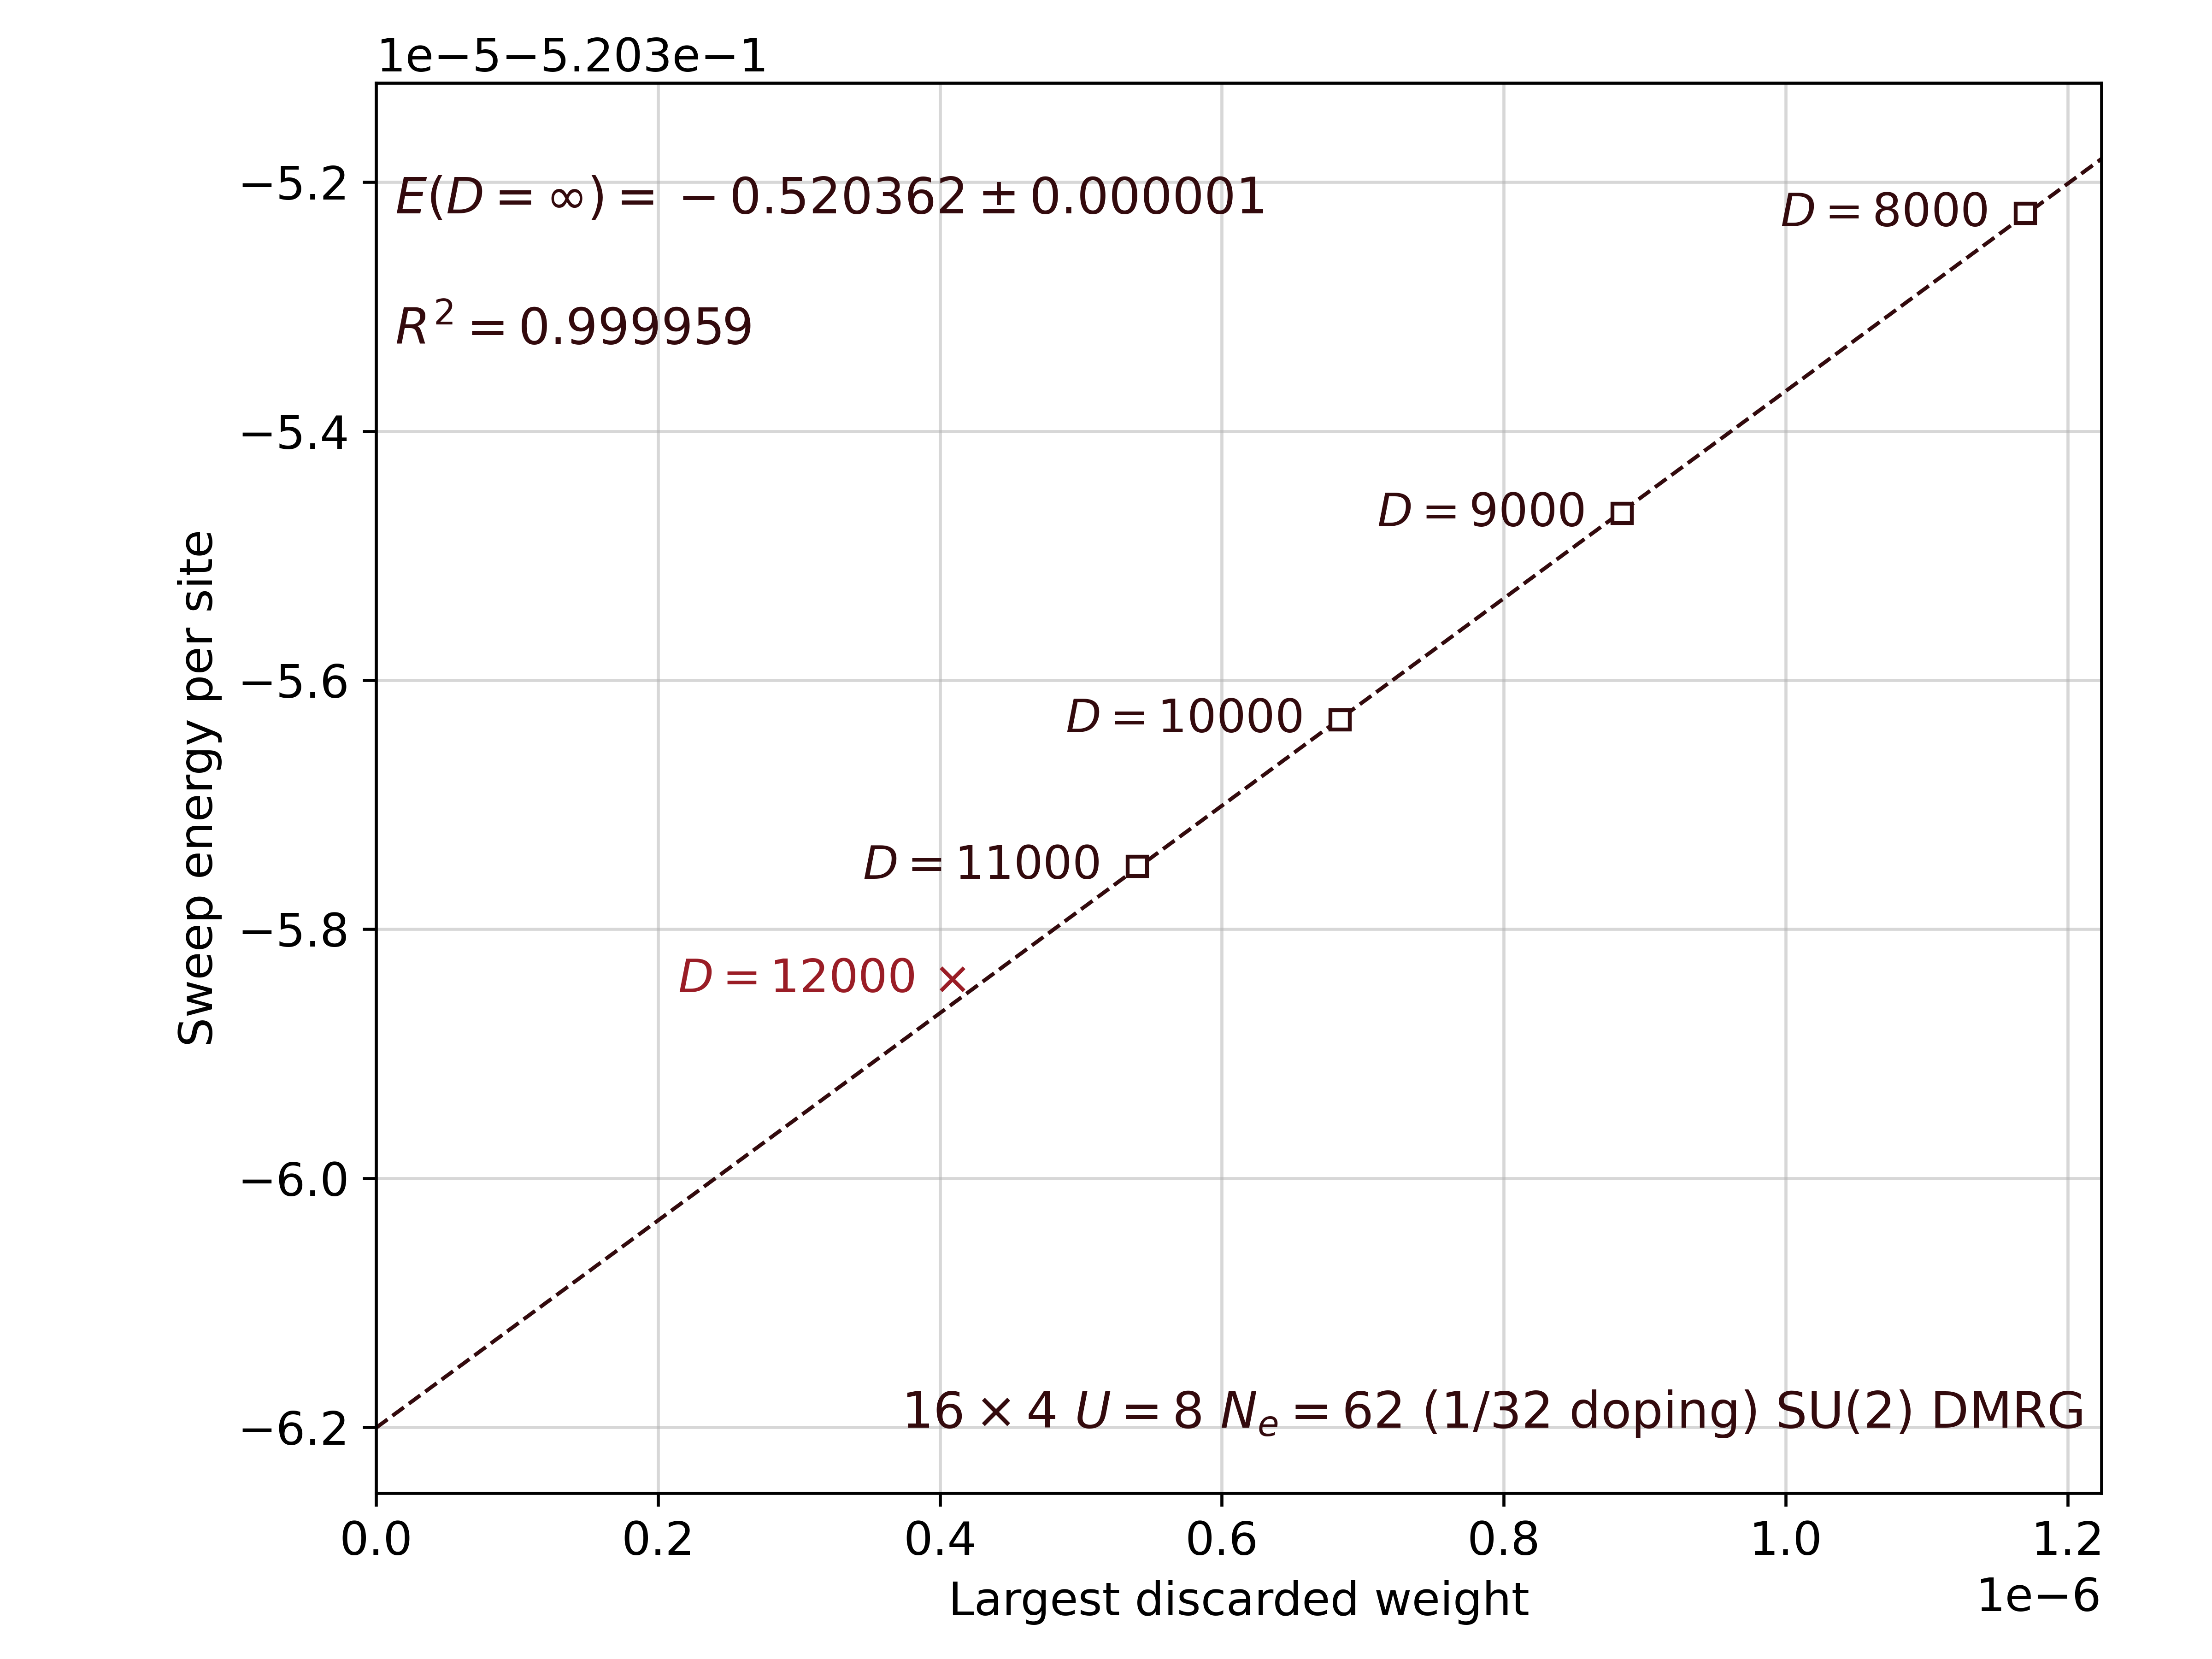 1e−5−5.203e−1
−5.2
−5.4
−5.6
−5.8
−6.0
−6.2
Sweep energy per site
E(D = ∞) = − 0.520362 ± 0.000001
R² = 0.999959
D = 8000
D = 9000
D = 10000
D = 11000
D = 12000
16 × 4 U = 8 Nₑ = 62 (1/32 doping) SU(2) DMRG
0.0 0.2 0.4 0.6 0.8 1.0 1.2
Largest discarded weight
1e−6